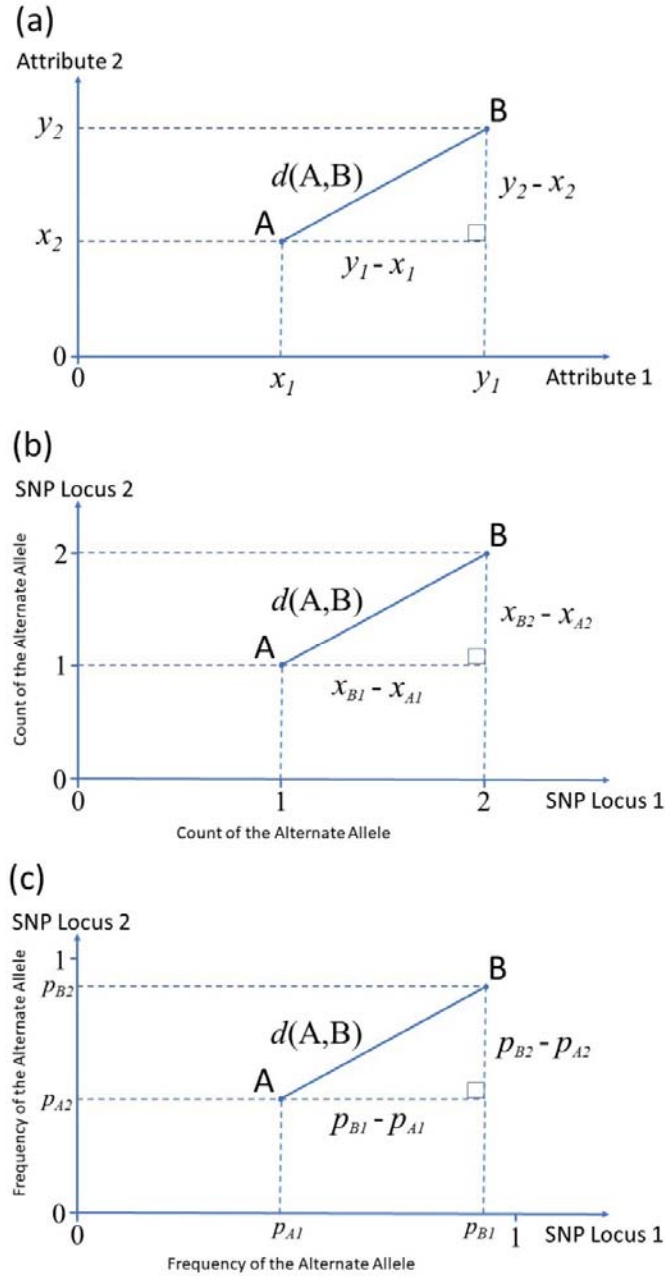 (a)
Attribute 2
y2
B
d(A,B)
y2 - x2
A
x2
y1 - x1
0
0
x1
y1
Attribute 1
(b)
SNP Locus 2
Count of the Alternate Allele
2
B
d(A,B)
xB2 - xA2
A
1
xB1 - xA1
0
0
1
2
SNP Locus 1
Count of the Alternate Allele
(c)
SNP Locus 2
Frequency of the Alternate Allele
1
pB2
B
d(A,B)
pB2 - pA2
A
pA2
pB1 - pA1
0
0
pA1
pB1
1
SNP Locus 1
Frequency of the Alternate Allele